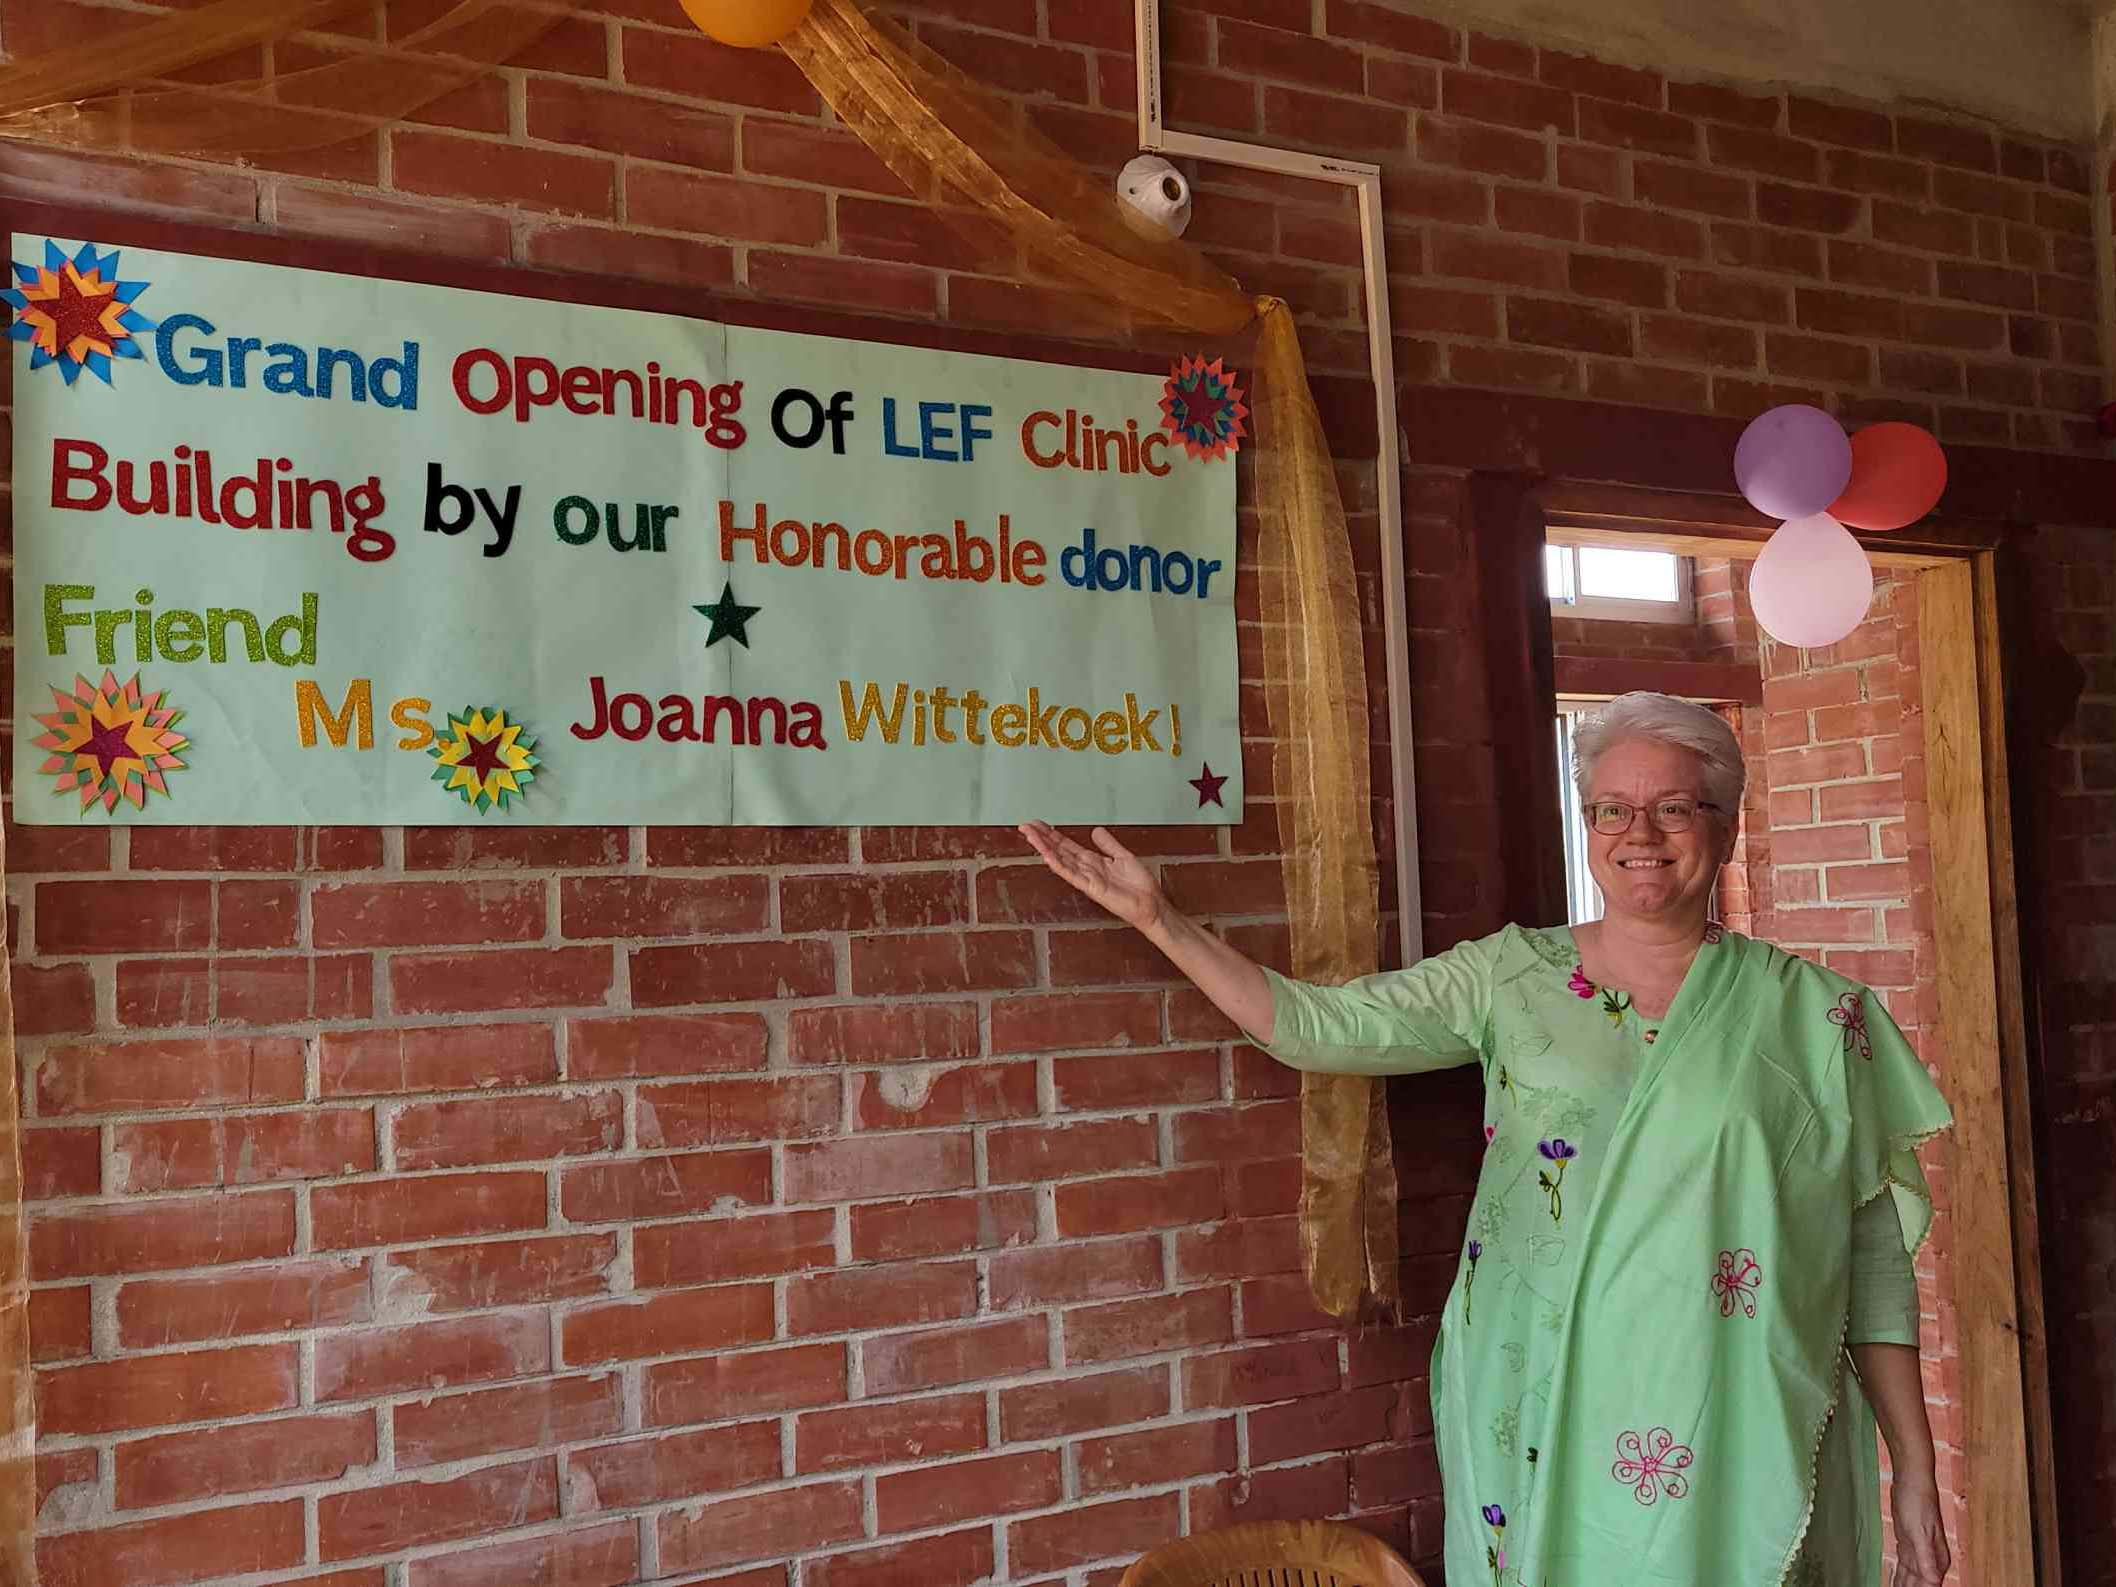 Grand Opening Of LEF Clinic
Building by our Honorable donor
Friend
Ms. Joanna Wittekoek!